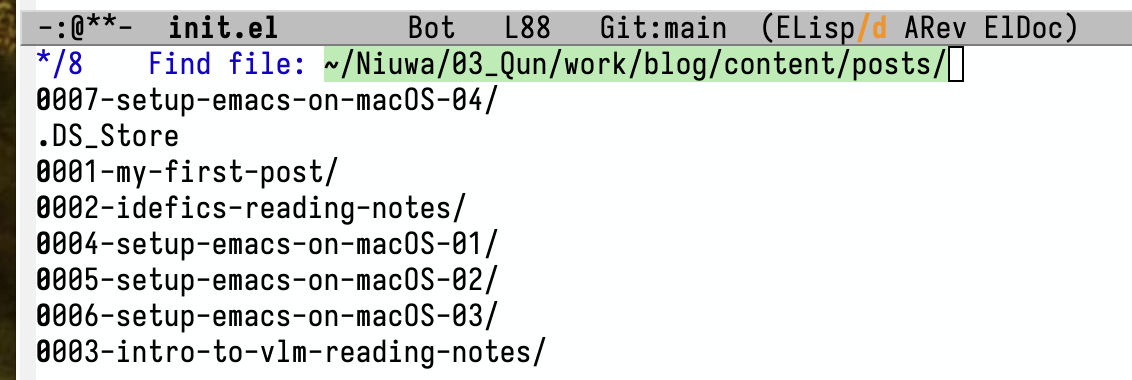 -:@**-  init.el        Bot   L88   Git:main  (ELisp/d ARev ElDoc)
*/8    Find file: ~/Niuwa/03_Qun/work/blog/content/posts/
0007-setup-emacs-on-macOS-04/
.DS_Store
0001-my-first-post/
0002-idefics-reading-notes/
0004-setup-emacs-on-macOS-01/
0005-setup-emacs-on-macOS-02/
0006-setup-emacs-on-macOS-03/
0003-intro-to-vlm-reading-notes/